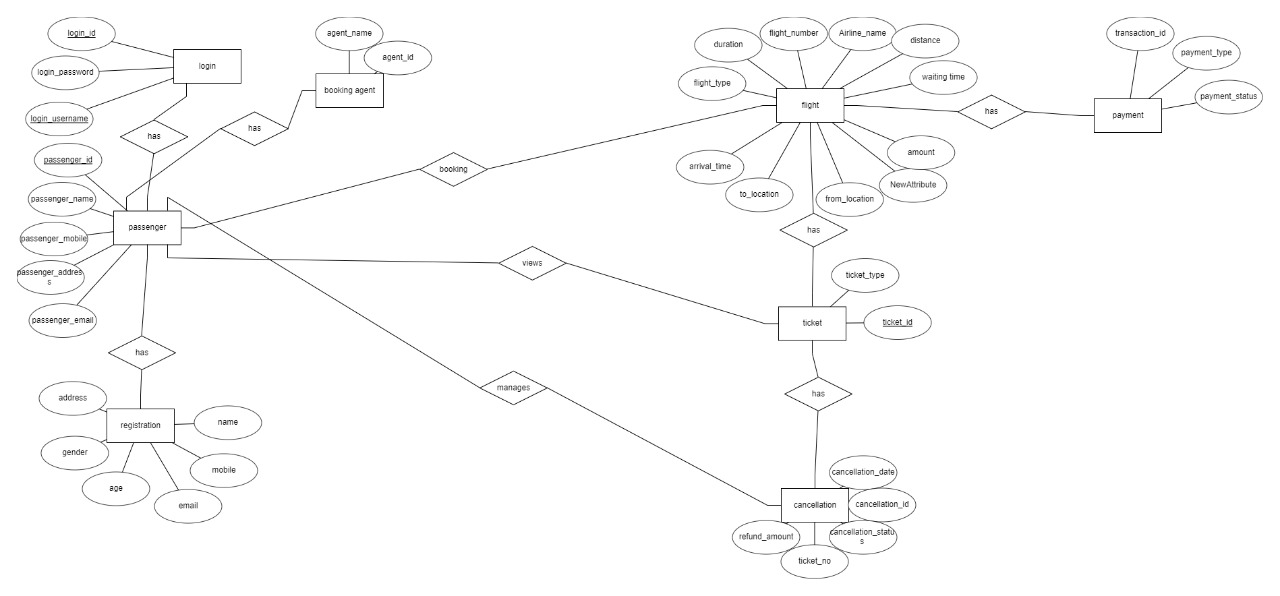 login_id
login_password
login_username
login
has
agent_name
agent_id
booking agent
has
passenger_id
passenger_name
passenger_mobile
passenger_addres
s
passenger_email
passenger
has
address
gender
age
email
mobile
name
registration
booking
views
manages
duration
flight_number
Airline_name
distance
waiting time
flight_type
flight
arrival_time
to_location
from_location
NewAttribute
amount
has
transaction_id
payment_type
payment_status
payment
has
ticket_type
ticket
ticket_id
has
cancellation_date
cancellation
cancellation_id
cancellation_statu
s
refund_amount
ticket_no